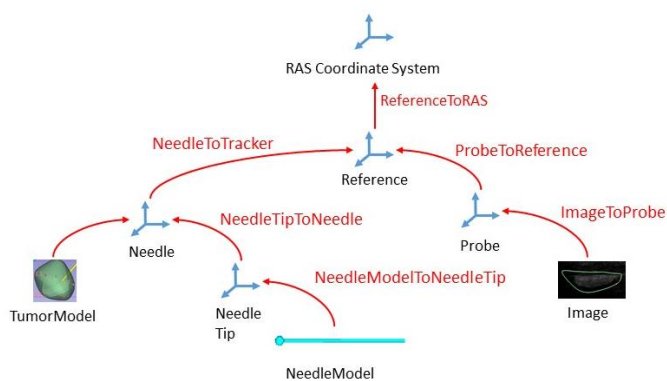 RAS Coordinate System
ReferenceToRAS
NeedleToTracker
ProbeToReference
Reference
NeedleTipToNeedle
ImageToProbe
Needle
Probe
NeedleModelToNeedleTip
TumorModel
Needle
Tip
Image
NeedleModel